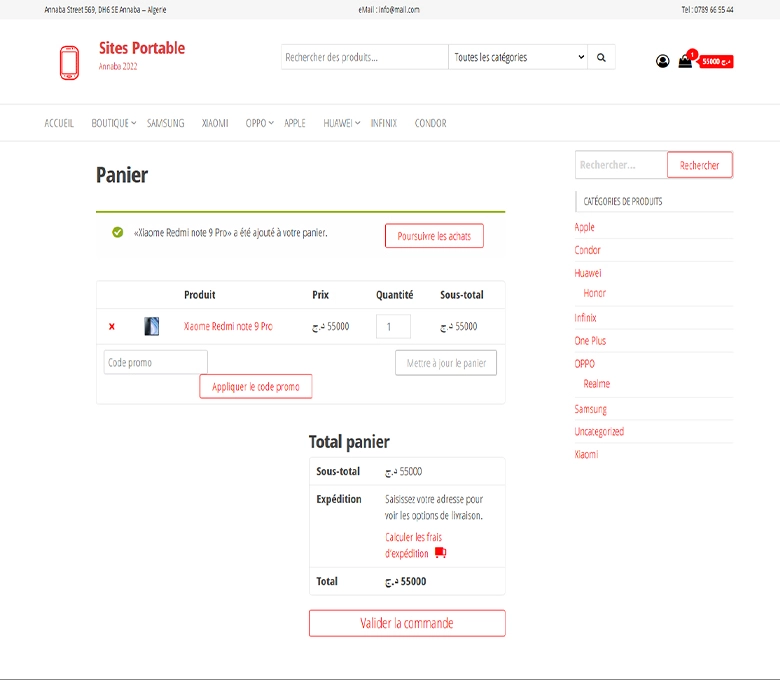 Annaba Street 569, DH6 SE Annaba – Algerie
eMail : info@mail.com
Tel : 0789 66 55 44
Sites Portable
Annaba 2022
Rechercher des produits...
Toutes les catégories
1
55000 د.ج
ACCUEIL
BOUTIQUE
SAMSUNG
XIAOMI
OPPO
APPLE
HUAWEI
INFINIX
CONDOR
Panier
Rechercher...
Rechercher
CATÉGORIES DE PRODUITS
«Xiaome Redmi note 9 Pro» a été ajouté à votre panier.
Poursuivre les achats
Apple
Condor
Huawei
Honor
Infinix
One Plus
OPPO
Realme
Samsung
Uncategorized
Xiaomi
Produit
Prix
Quantité
Sous-total
Xiaome Redmi note 9 Pro
د.ج 55000
1
د.ج 55000
Code promo
Mettre à jour le panier
Appliquer le code promo
Total panier
Sous-total
د.ج 55000
Expédition
Saisissez votre adresse pour
voir les options de livraison.
Calculer les frais
d'expédition
Total
د.ج 55000
Valider la commande